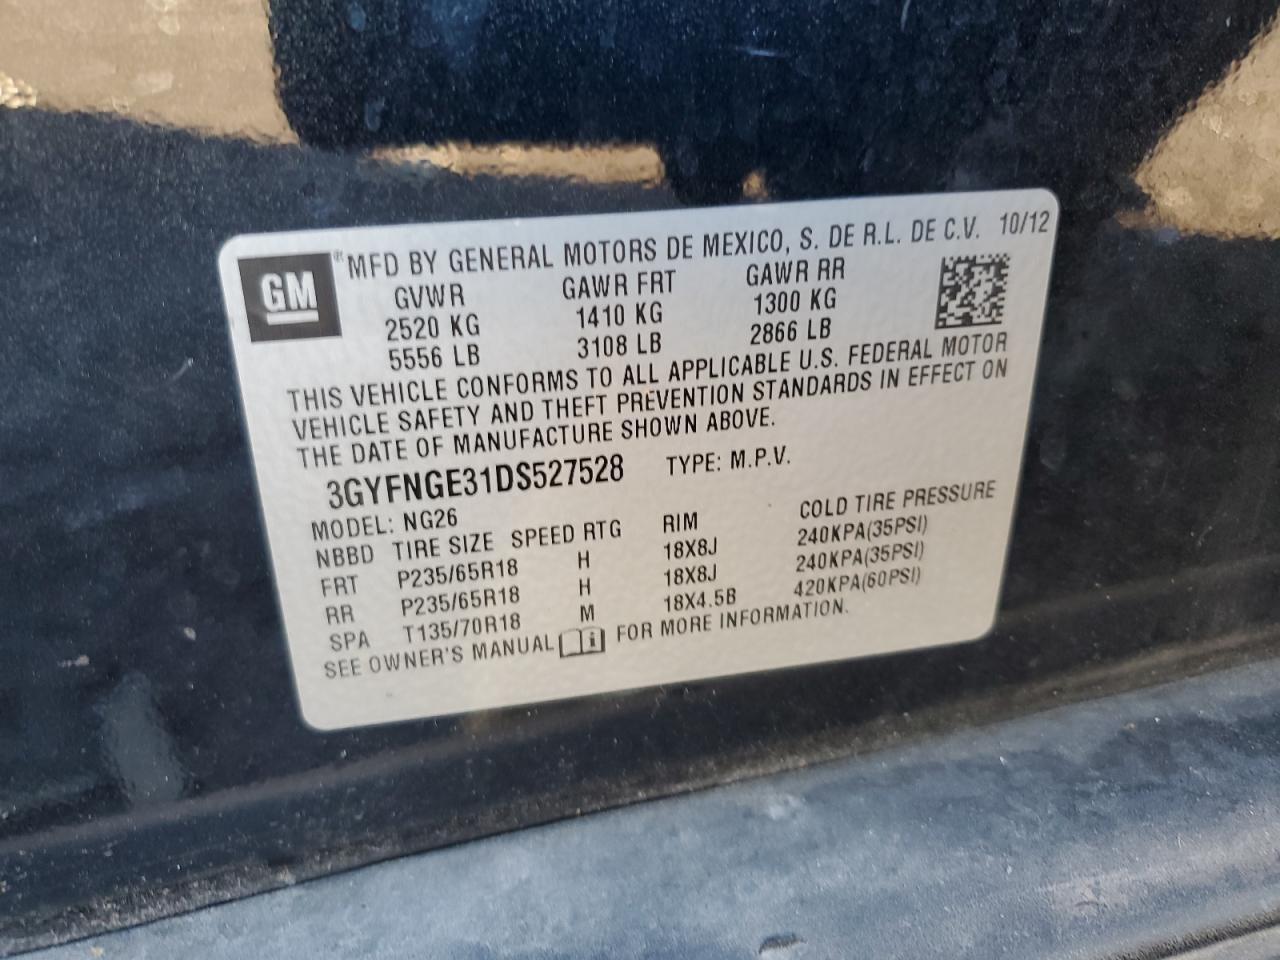 GM ® MFD BY GENERAL MOTORS DE MEXICO, S. DE R.L. DE C.V. 10/12
GVWR GAWR FRT GAWR RR
2520 KG 1410 KG 1300 KG
5556 LB 3108 LB 2866 LB
THIS VEHICLE CONFORMS TO ALL APPLICABLE U.S. FEDERAL MOTOR
VEHICLE SAFETY AND THEFT PREVENTION STANDARDS IN EFFECT ON
THE DATE OF MANUFACTURE SHOWN ABOVE.
3GYFNGE31DS527528 TYPE: M.P.V.
MODEL: NG26
NBBD TIRE SIZE SPEED RTG RIM COLD TIRE PRESSURE
FRT P235/65R18 H 18X8J 240KPA(35PSI)
RR P235/65R18 H 18X8J 240KPA(35PSI)
SPA T135/70R18 M 18X4.5B 420KPA(60PSI)
SEE OWNER'S MANUAL FOR MORE INFORMATION.